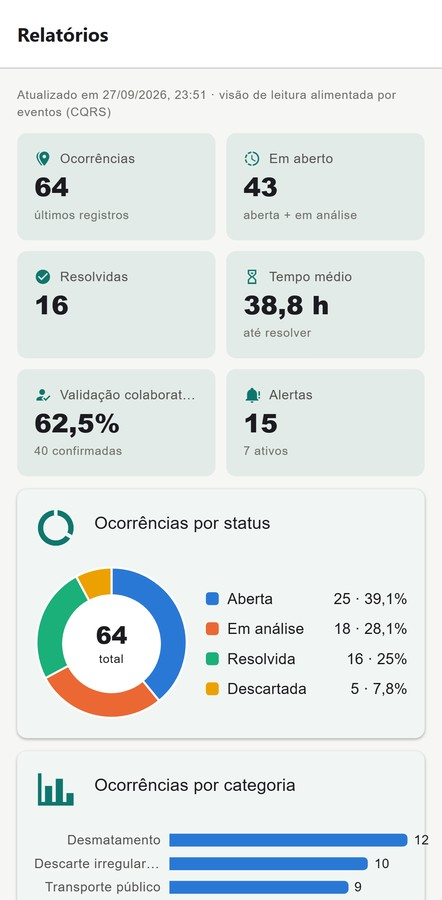 Relatórios
Atualizado em 27/09/2026, 23:51 · visão de leitura alimentada por
eventos (CQRS)
Ocorrências
64
últimos registros
Em aberto
43
aberta + em análise
Resolvidas
16
Tempo médio
38,8 h
até resolver
Validação colaborat...
62,5%
40 confirmadas
Alertas
15
7 ativos
Ocorrências por status
64
total
Aberta 25 · 39,1%
Em análise 18 · 28,1%
Resolvida 16 · 25%
Descartada 5 · 7,8%
Ocorrências por categoria
Desmatamento 12
Descarte irregular... 10
Transporte público 9